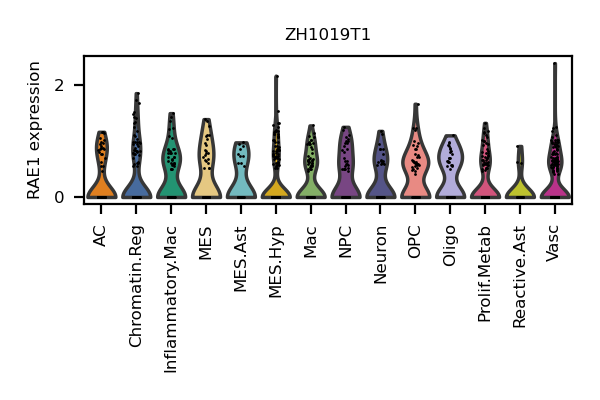 ZH1019T1
RAE1 expression
2
0
AC
Chromatin.Reg
Inflammatory.Mac
MES
MES.Ast
MES.Hyp
Mac
NPC
Neuron
OPC
Oligo
Prolif.Metab
Reactive.Ast
Vasc